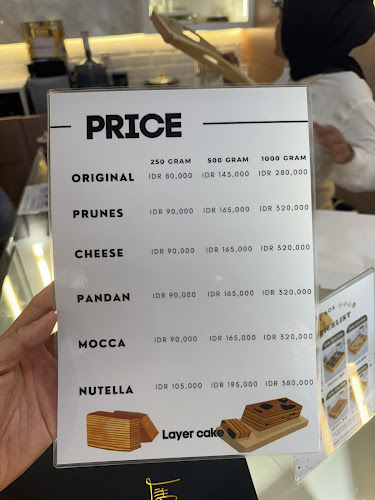 PRICE
250 GRAM 500 GRAM 1000 GRAM
ORIGINAL IDR 80,000 IDR 145,000 IDR 280,000
PRUNES IDR 90,000 IDR 165,000 IDR 320,000
CHEESE IDR 90,000 IDR 165,000 IDR 320,000
PANDAN IDR 90,000 IDR 165,000 IDR 320,000
MOCCA IDR 90,000 IDR 165,000 IDR 320,000
NUTELLA IDR 105,000 IDR 195,000 IDR 380,000
Layer cake